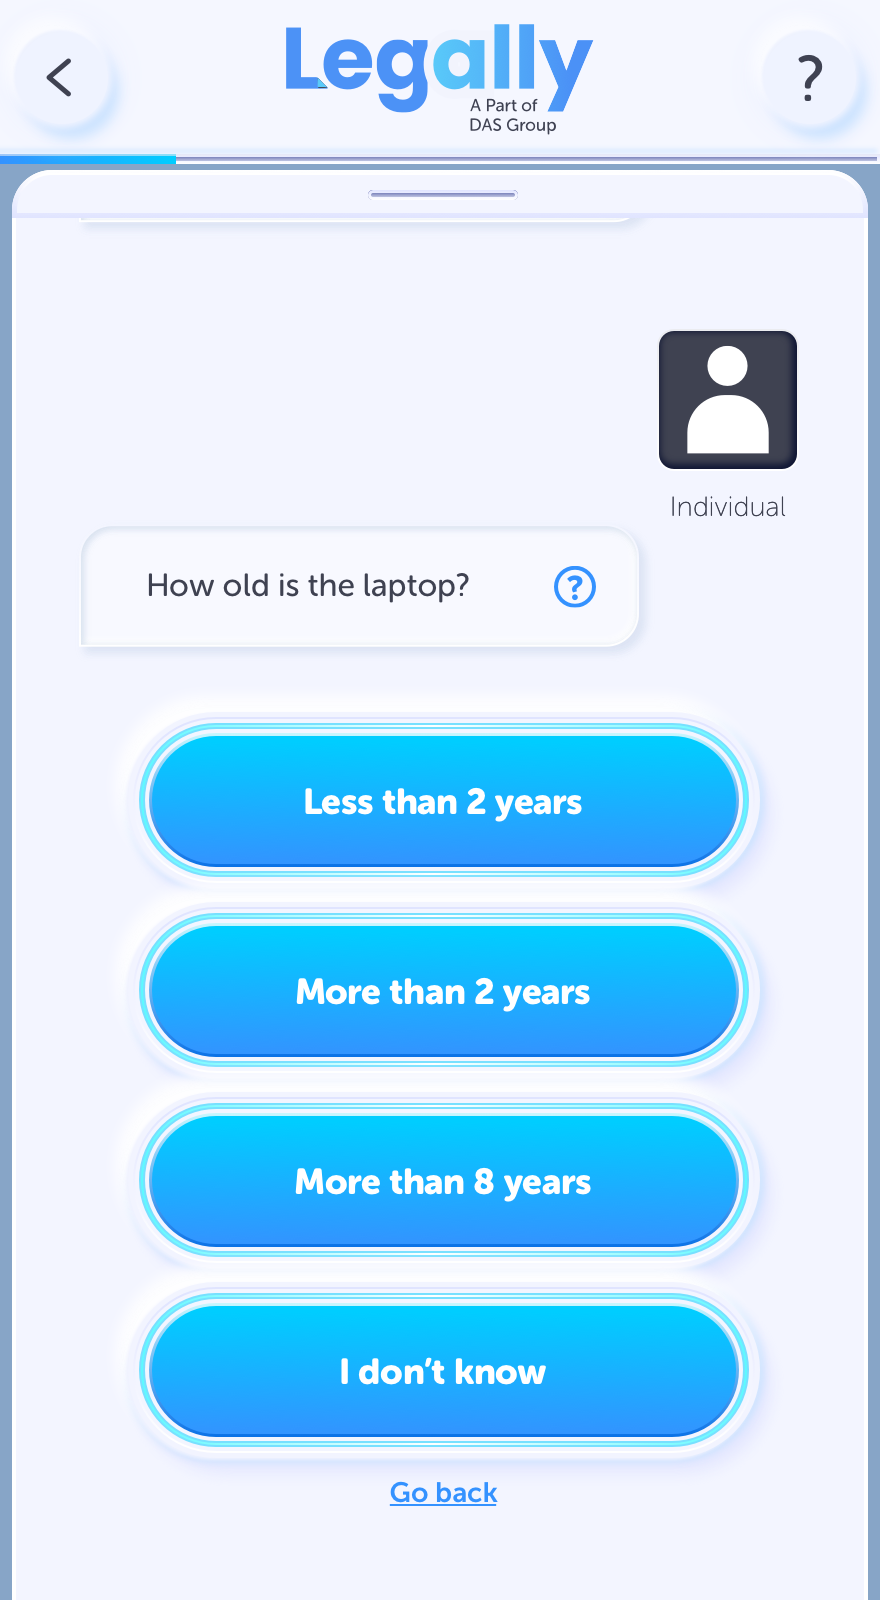 Legally
A Part of
DAS Group
?
Individual
How old is the laptop?
?
Less than 2 years
More than 2 years
More than 8 years
I don’t know
Go back